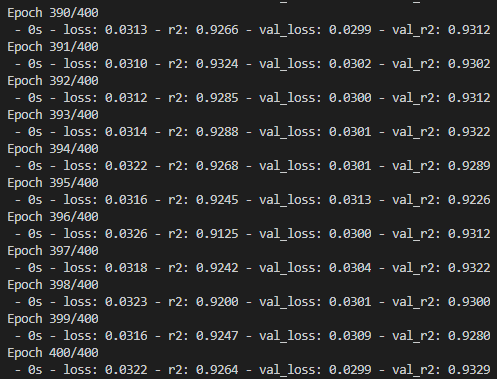 Epoch 390/400
 - 0s - loss: 0.0313 - r2: 0.9266 - val_loss: 0.0299 - val_r2: 0.9312
Epoch 391/400
 - 0s - loss: 0.0310 - r2: 0.9324 - val_loss: 0.0302 - val_r2: 0.9302
Epoch 392/400
 - 0s - loss: 0.0312 - r2: 0.9285 - val_loss: 0.0300 - val_r2: 0.9312
Epoch 393/400
 - 0s - loss: 0.0314 - r2: 0.9288 - val_loss: 0.0301 - val_r2: 0.9322
Epoch 394/400
 - 0s - loss: 0.0322 - r2: 0.9268 - val_loss: 0.0301 - val_r2: 0.9289
Epoch 395/400
 - 0s - loss: 0.0316 - r2: 0.9245 - val_loss: 0.0313 - val_r2: 0.9226
Epoch 396/400
 - 0s - loss: 0.0326 - r2: 0.9125 - val_loss: 0.0300 - val_r2: 0.9312
Epoch 397/400
 - 0s - loss: 0.0318 - r2: 0.9242 - val_loss: 0.0304 - val_r2: 0.9322
Epoch 398/400
 - 0s - loss: 0.0323 - r2: 0.9200 - val_loss: 0.0301 - val_r2: 0.9300
Epoch 399/400
 - 0s - loss: 0.0316 - r2: 0.9247 - val_loss: 0.0309 - val_r2: 0.9280
Epoch 400/400
 - 0s - loss: 0.0322 - r2: 0.9264 - val_loss: 0.0299 - val_r2: 0.9329